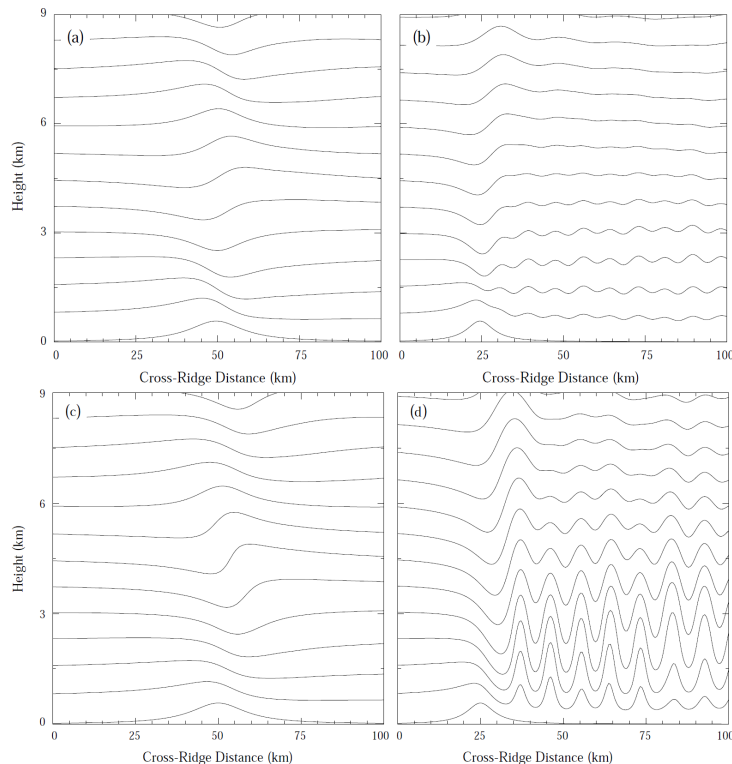 (a)
(b)
9
6
3
0
Height (km)
0 25 50 75 100
0 25 50 75 100
Cross-Ridge Distance (km)
Cross-Ridge Distance (km)
(c)
(d)
9
6
3
0
Height (km)
0 25 50 75 100
0 25 50 75 100
Cross-Ridge Distance (km)
Cross-Ridge Distance (km)